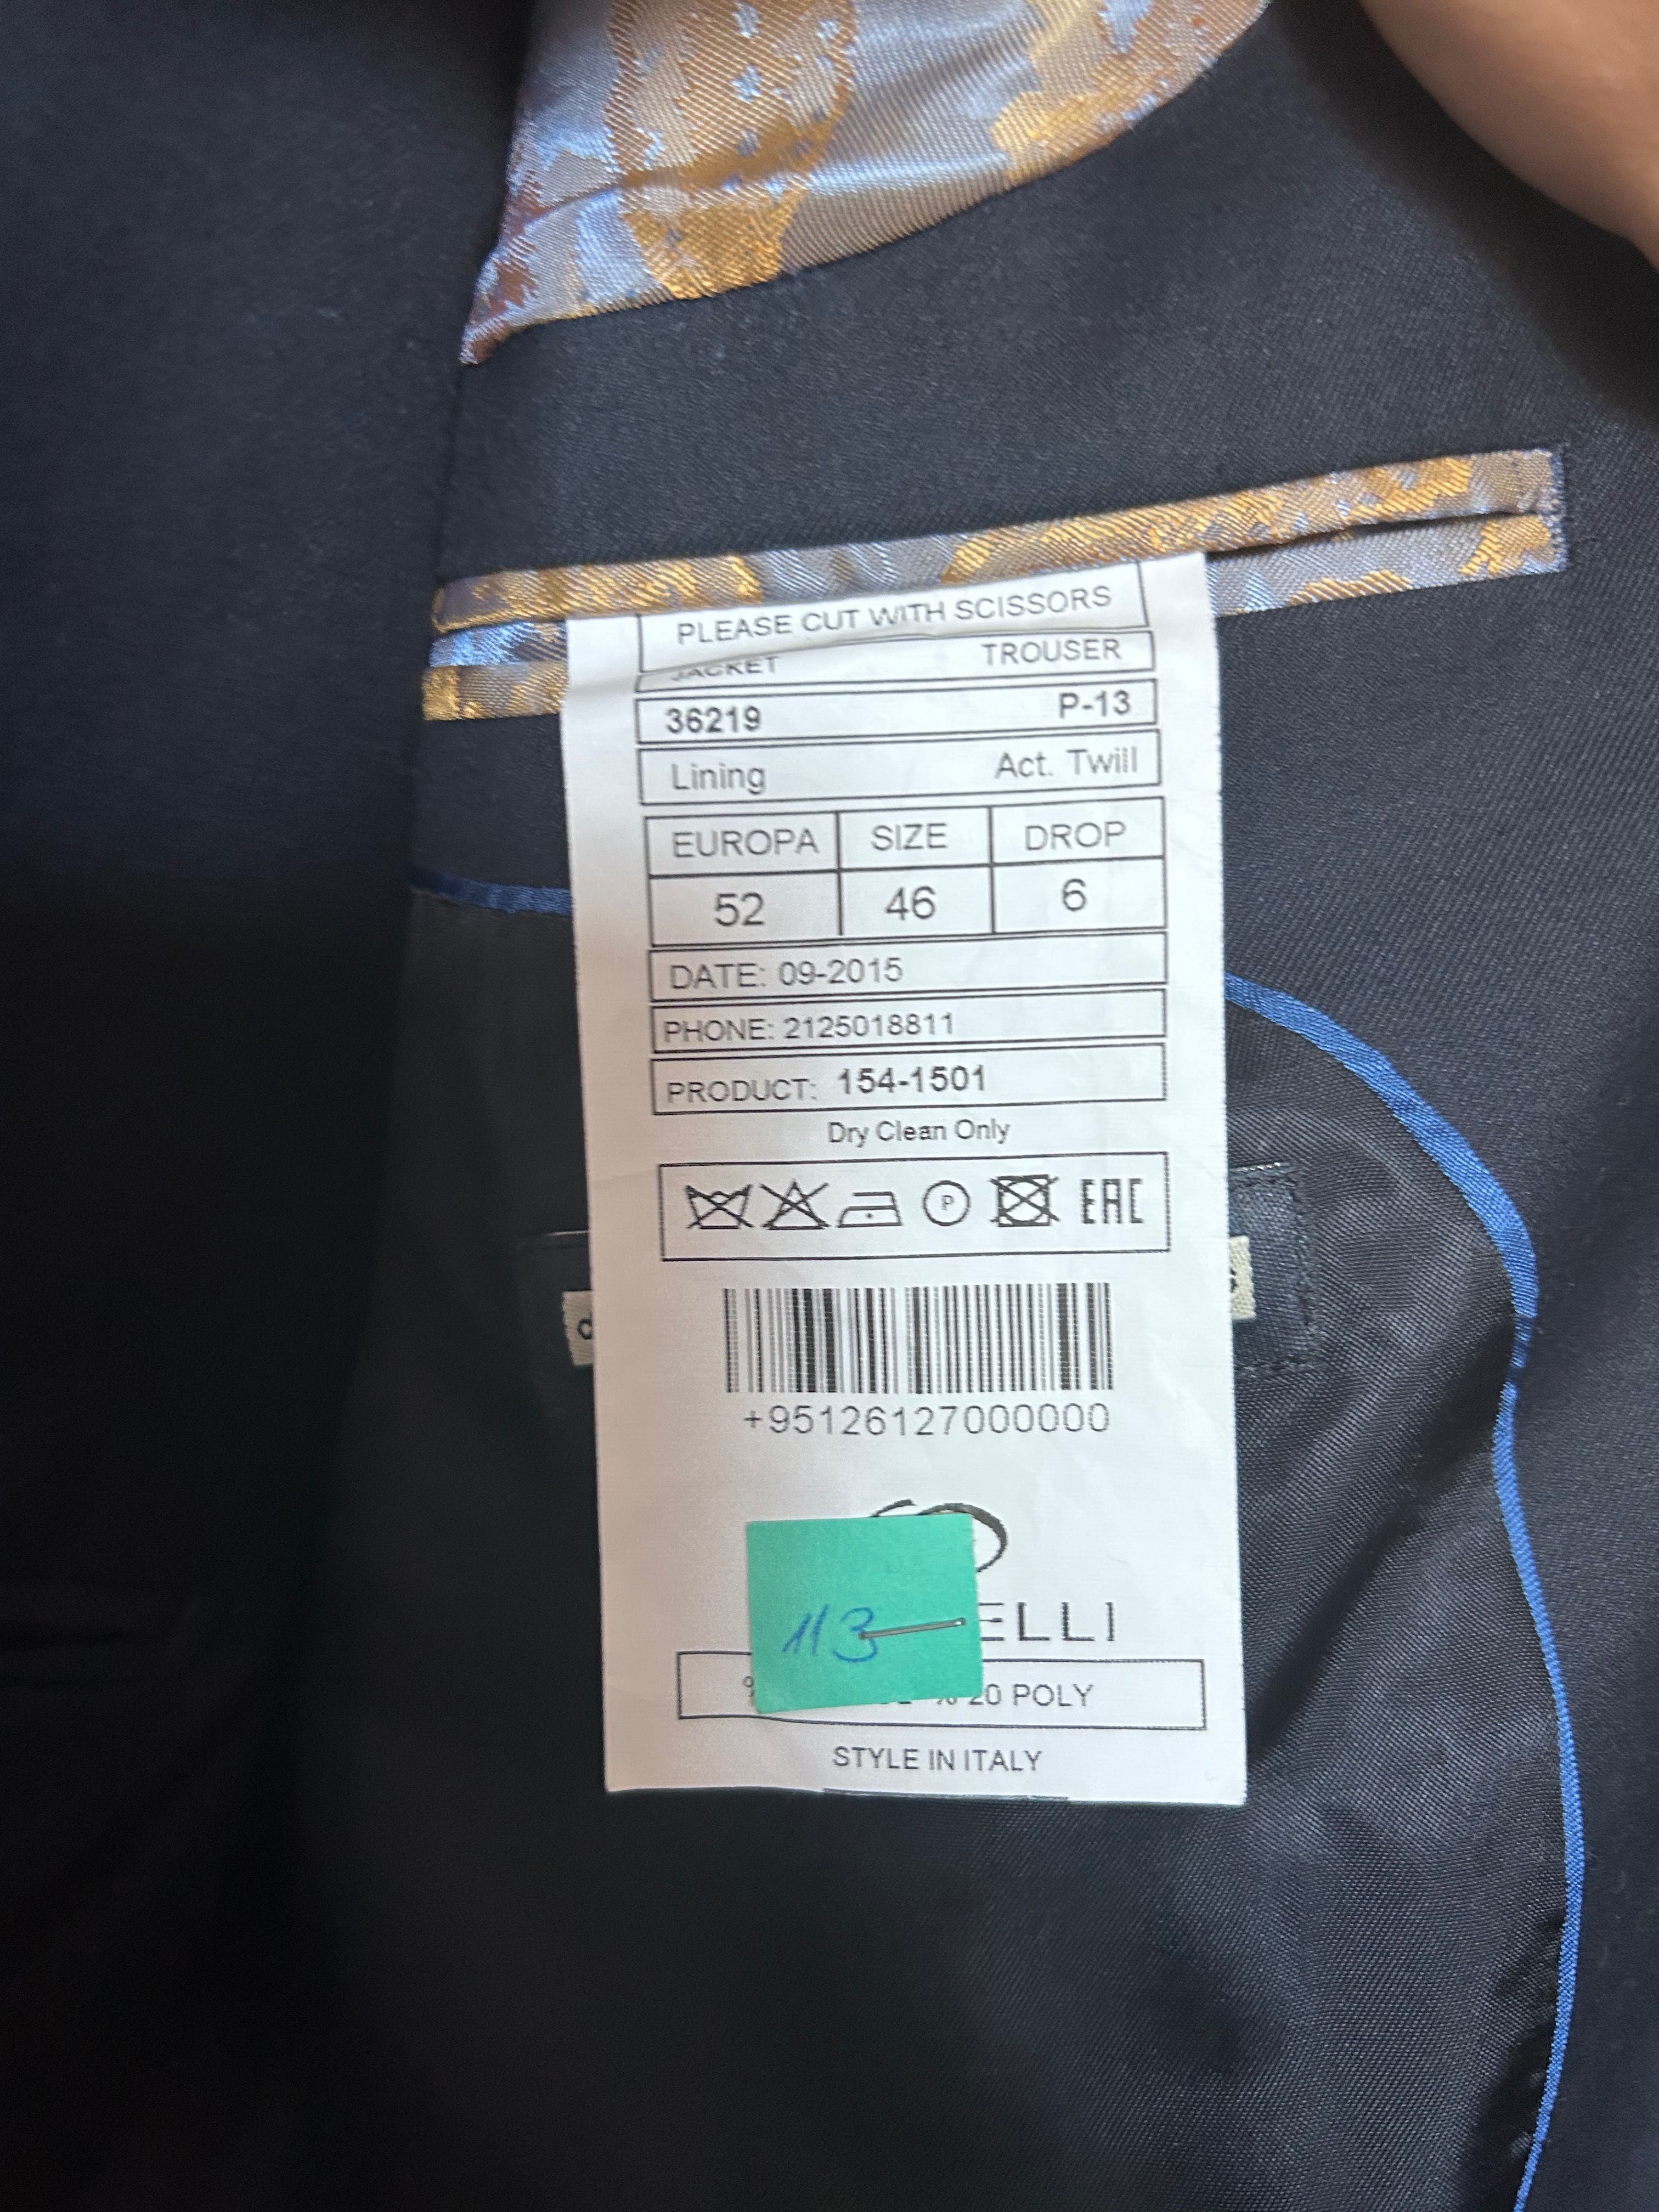 PLEASE CUT WITH SCISSORS
JACKET TROUSER
36219 P-13
Lining Act. Twill
EUROPA SIZE DROP
52 46 6
DATE: 09-2015
PHONE: 2125018811
PRODUCT: 154-1501
Dry Clean Only
P EAC
+95126127000000
113
ELLI
% 20 POLY
STYLE IN ITALY